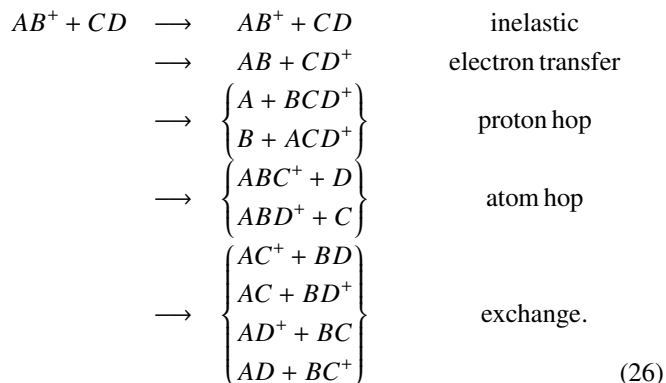 AB⁺ + CD ⟶ AB⁺ + CD inelastic
⟶ AB + CD⁺ electron transfer
⟶ { A + BCD⁺
B + ACD⁺ } proton hop
⟶ { ABC⁺ + D
ABD⁺ + C } atom hop
⟶ { AC⁺ + BD
AC + BD⁺
AD⁺ + BC
AD + BC⁺ } exchange.
(26)